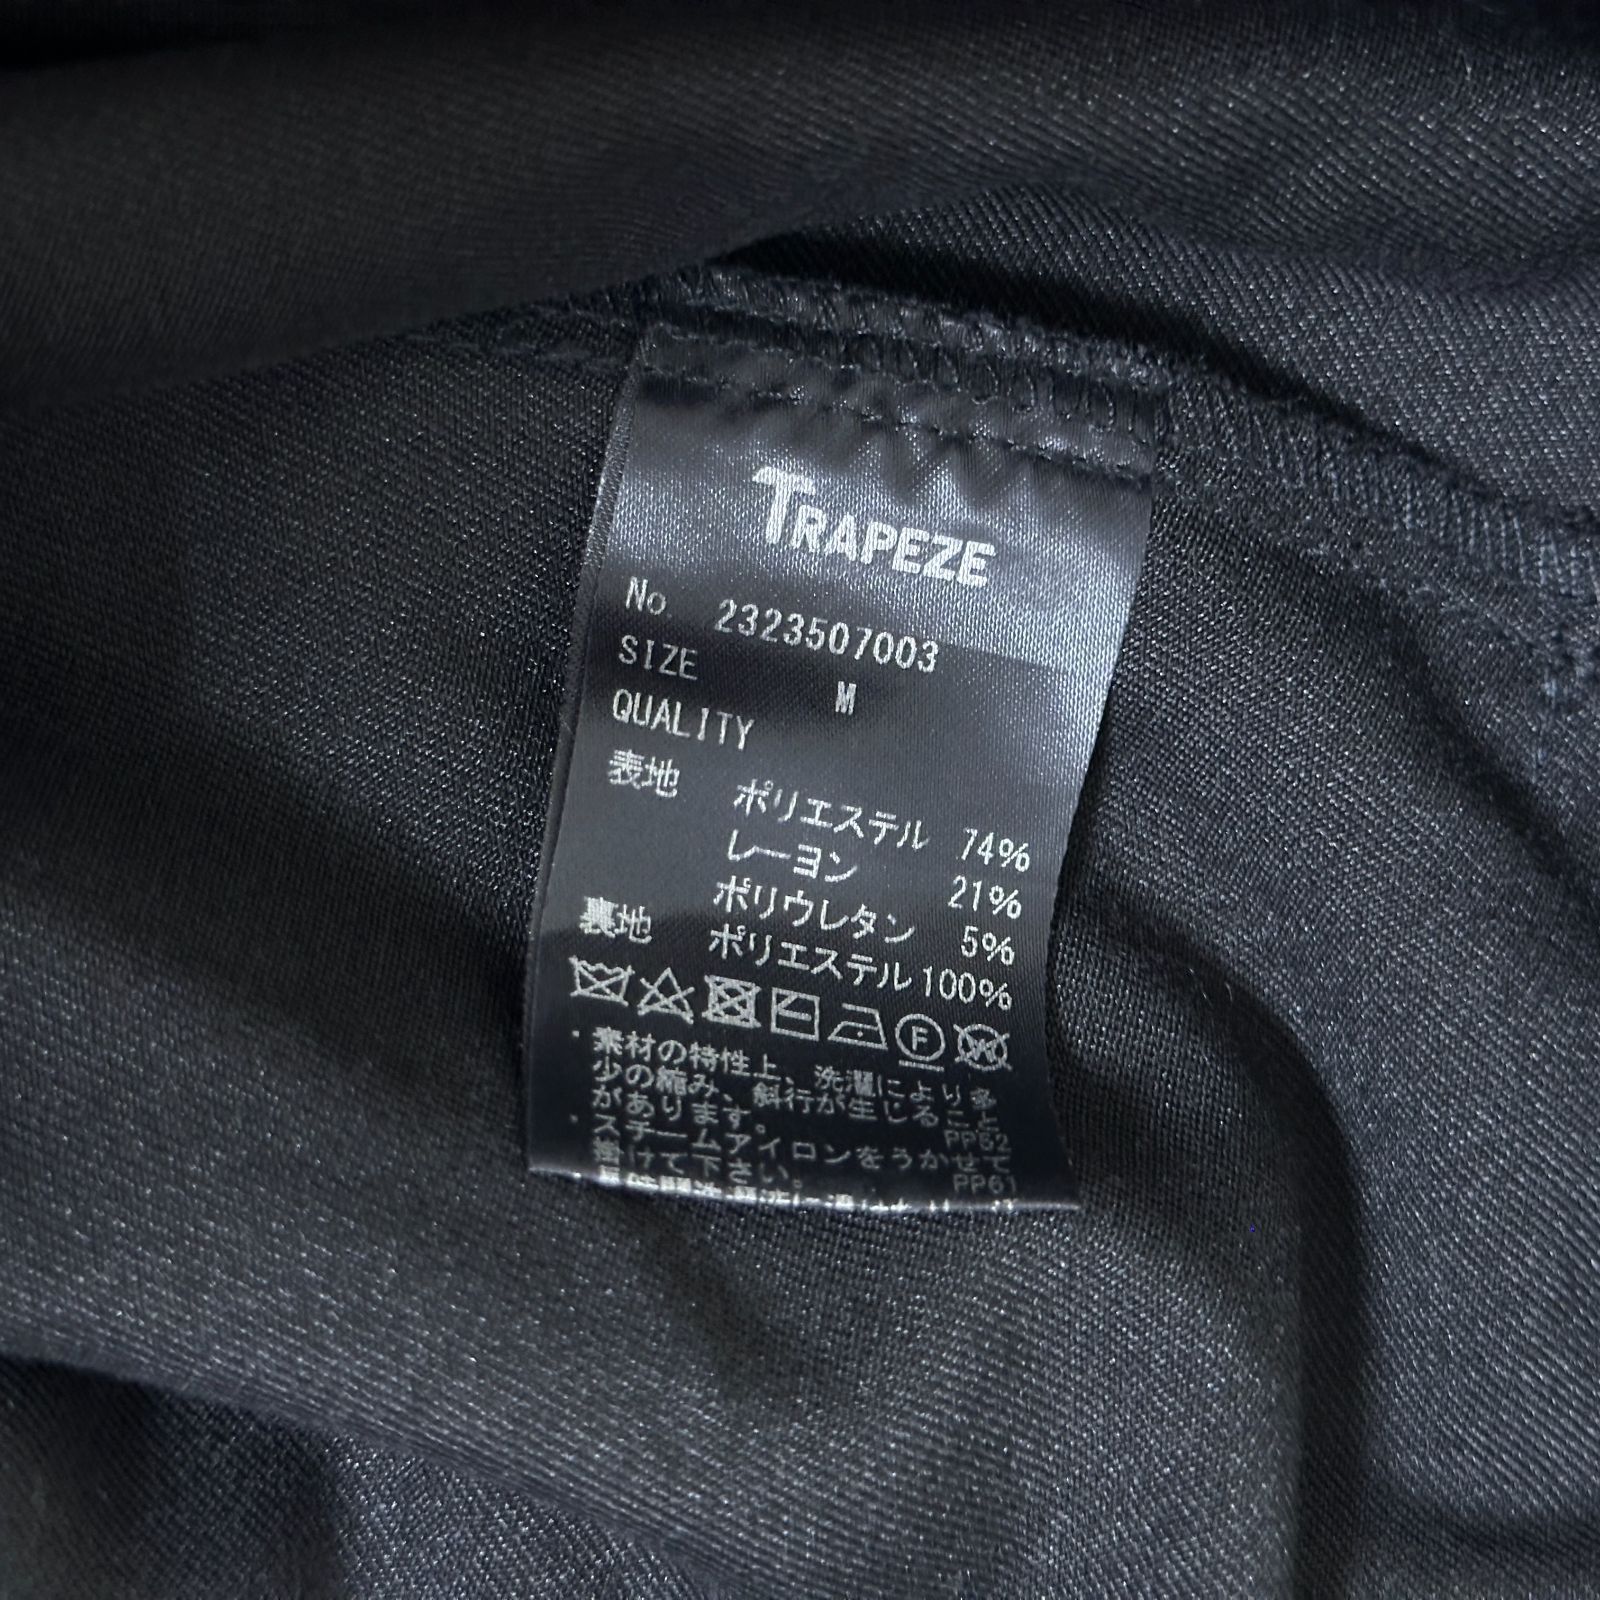 TRAPEZE
No. 2323507003
SIZE M
QUALITY
表地 ポリエステル 74%
レーヨン 21%
ポリウレタン 5%
裏地 ポリエステル 100%
F W
・素材の特性上、洗濯により多
少の縮み、斜行が生じること
があります。 PP62
・スチームアイロンをうかせて
掛けて下さい。 PP61